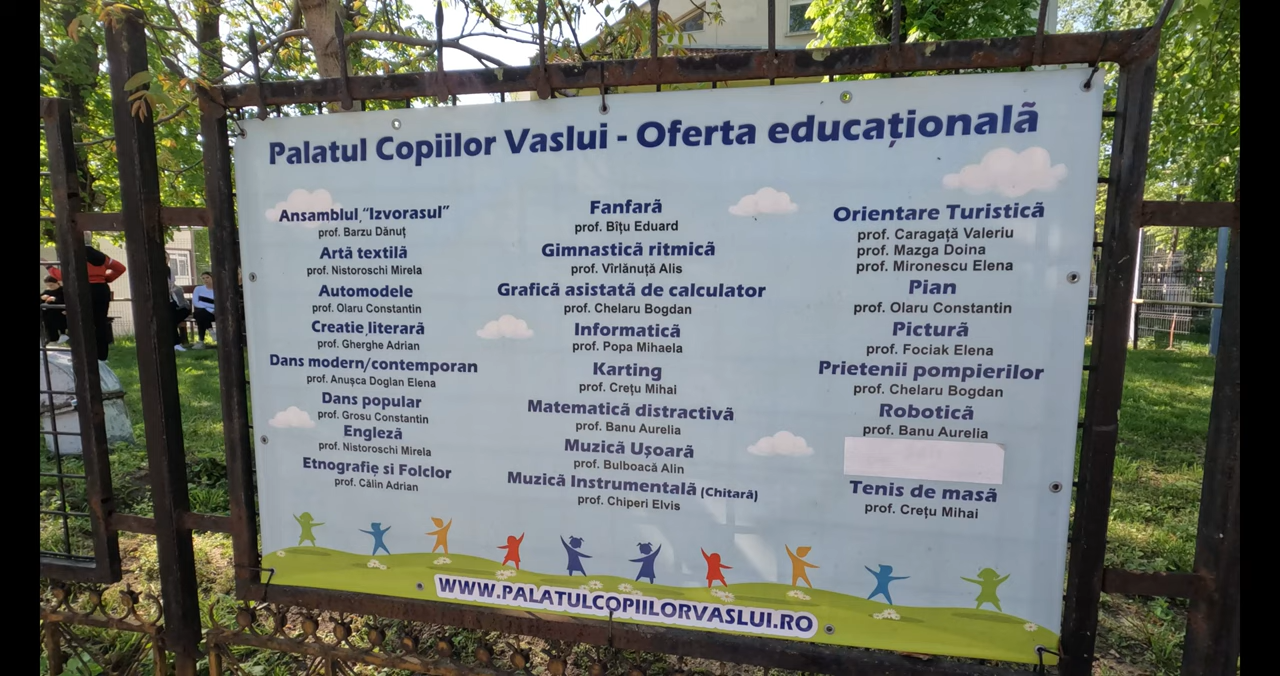 Palatul Copiilor Vaslui - Oferta educațională
Ansamblul "Izvorasul"
prof. Barzu Dănuț
Artă textilă
prof. Nistoroschi Mirela
Automodele
prof. Olaru Constantin
Creatie literară
prof. Gherghe Adrian
Dans modern/contemporan
prof. Anușca Doglan Elena
Dans popular
prof. Grosu Constantin
Engleză
prof. Nistoroschi Mirela
Etnografie si Folclor
prof. Călin Adrian
Fanfară
prof. Bîțu Eduard
Gimnastică ritmică
prof. Vîrlănuță Alis
Grafică asistată de calculator
prof. Chelaru Bogdan
Informatică
prof. Popa Mihaela
Karting
prof. Crețu Mihai
Matematică distractivă
prof. Banu Aurelia
Muzică Ușoară
prof. Bulboacă Alin
Muzică Instrumentală (Chitară)
prof. Chiperi Elvis
Orientare Turistică
prof. Caragață Valeriu
prof. Mazga Doina
prof. Mironescu Elena
Pian
prof. Olaru Constantin
Pictură
prof. Fociak Elena
Prietenii pompierilor
prof. Chelaru Bogdan
Robotică
prof. Banu Aurelia
Tenis de masă
prof. Crețu Mihai
WWW.PALATULCOPIILORVASLUI.RO